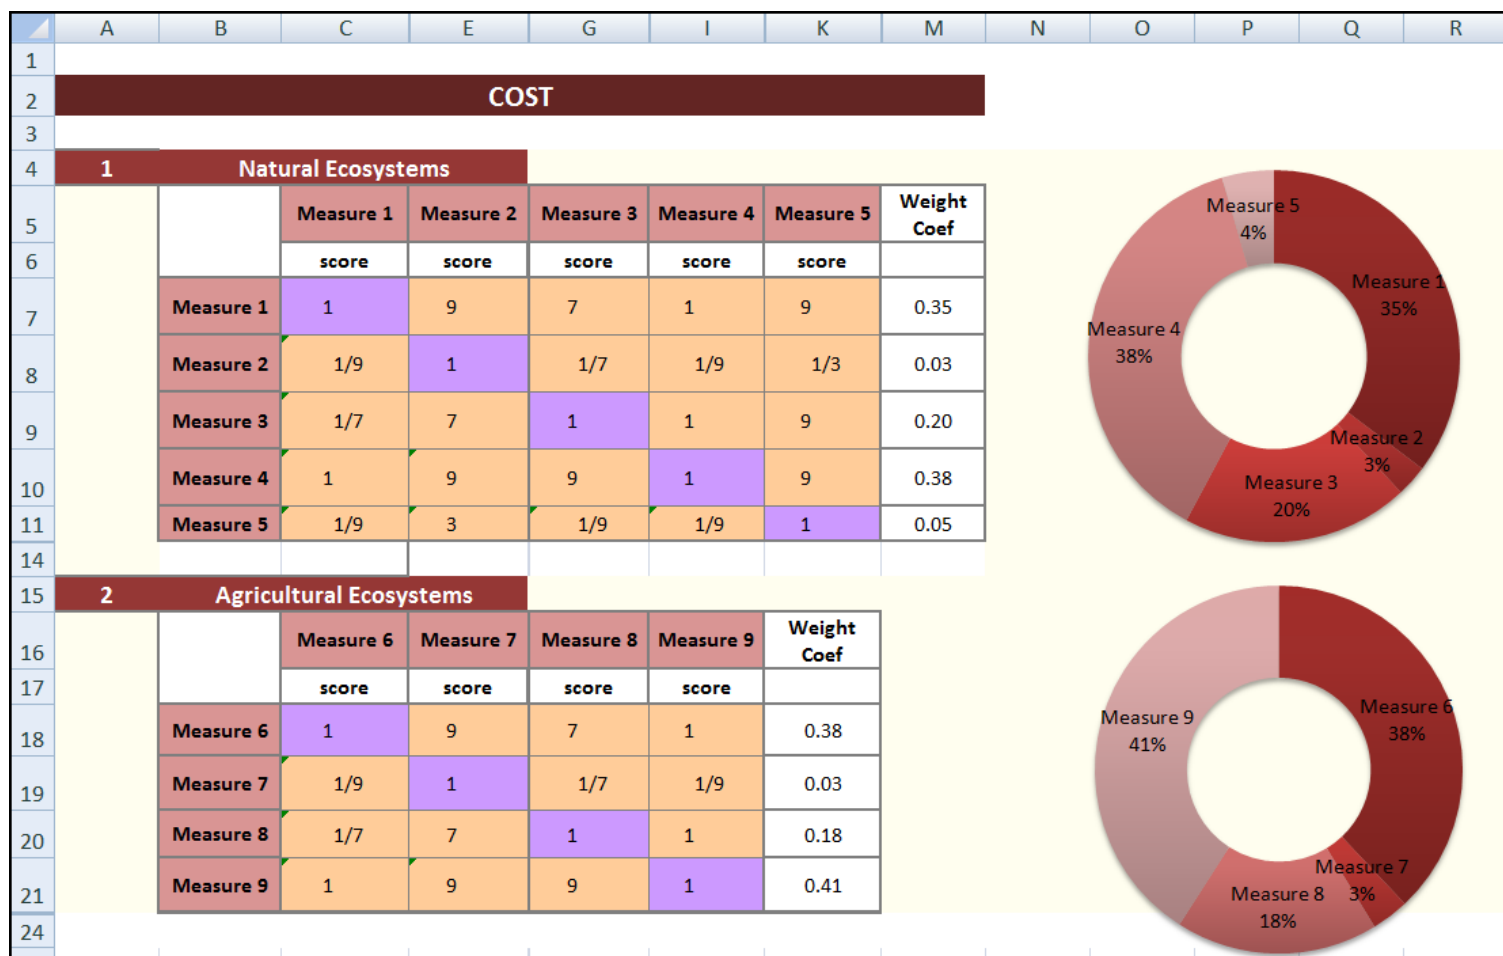 A B C E G I K M N O P Q R
1
2 COST
3
4 1 Natural Ecosystems
5 Measure 1 Measure 2 Measure 3 Measure 4 Measure 5 Weight Coef
6 score score score score score
7 Measure 1 1 9 7 1 9 0.35
8 Measure 2 1/9 1 1/7 1/9 1/3 0.03
9 Measure 3 1/7 7 1 1 9 0.20
10 Measure 4 1 9 9 1 9 0.38
11 Measure 5 1/9 3 1/9 1/9 1 0.05
14
15 2 Agricultural Ecosystems
16 Measure 6 Measure 7 Measure 8 Measure 9 Weight Coef
17 score score score score
18 Measure 6 1 9 7 1 0.38
19 Measure 7 1/9 1 1/7 1/9 0.03
20 Measure 8 1/7 7 1 1 0.18
21 Measure 9 1 9 9 1 0.41
24
Measure 5
4%
Measure 1
35%
Measure 4
38%
Measure 2
3%
Measure 3
20%
Measure 6
38%
Measure 9
41%
Measure 7
3%
Measure 8
18%